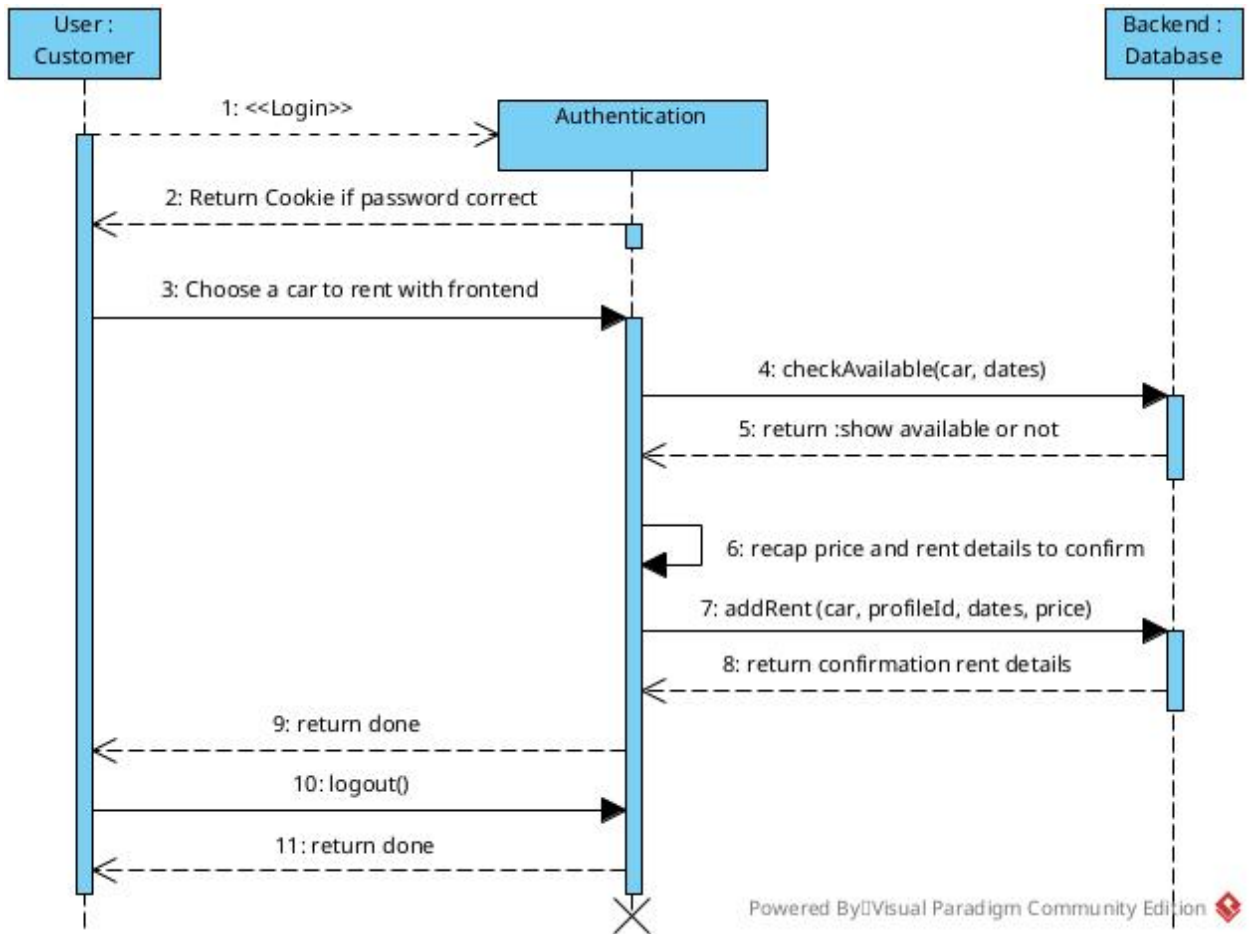 User :
Customer
Backend :
Database
1: <<Login>>
Authentication
2: Return Cookie if password correct
3: Choose a car to rent with frontend
4: checkAvailable(car, dates)
5: return :show available or not
6: recap price and rent details to confirm
7: addRent (car, profileId, dates, price)
8: return confirmation rent details
9: return done
10: logout()
11: return done
Powered By Visual Paradigm Community Edition